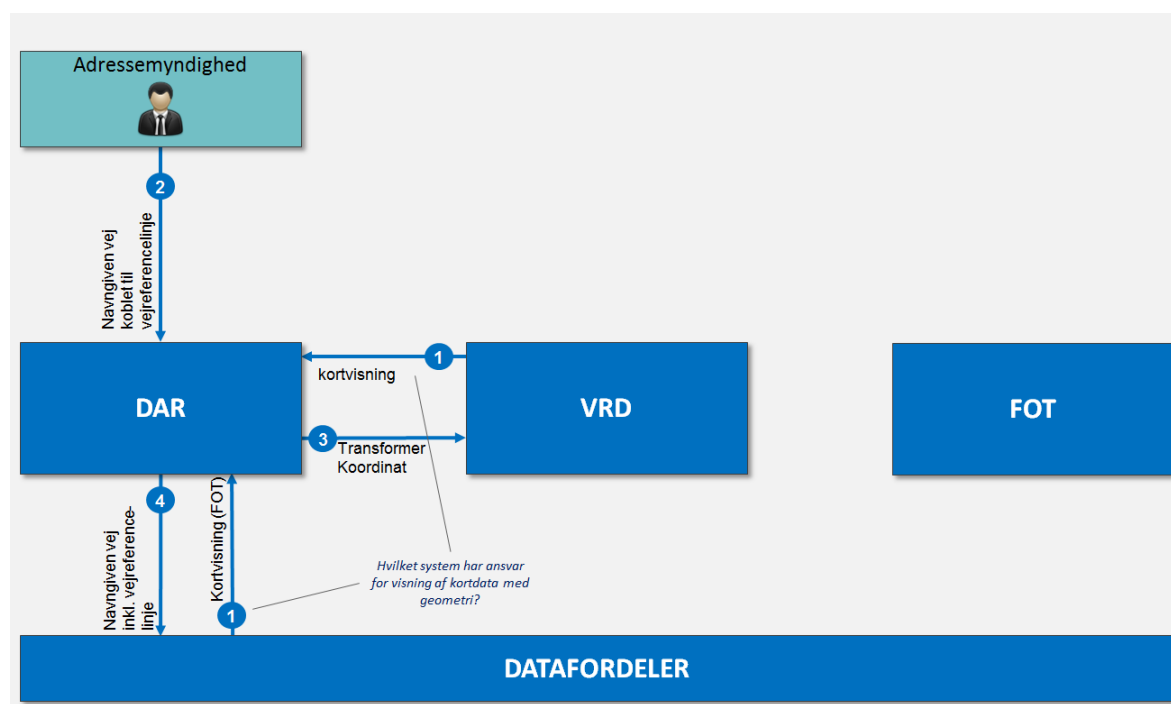 Adressemyndighed
2
Navngiven vej
koblet til
vejreferencelinje
1
kortvisning
DAR
VRD
FOT
3
Transformer
Koordinat
4
Navngiven vej
inkl. vejreference-
linje
Kortvisning (FOT)
1
Hvilket system har ansvar
for visning af kortdata med
geometri?
DATAFORDELER